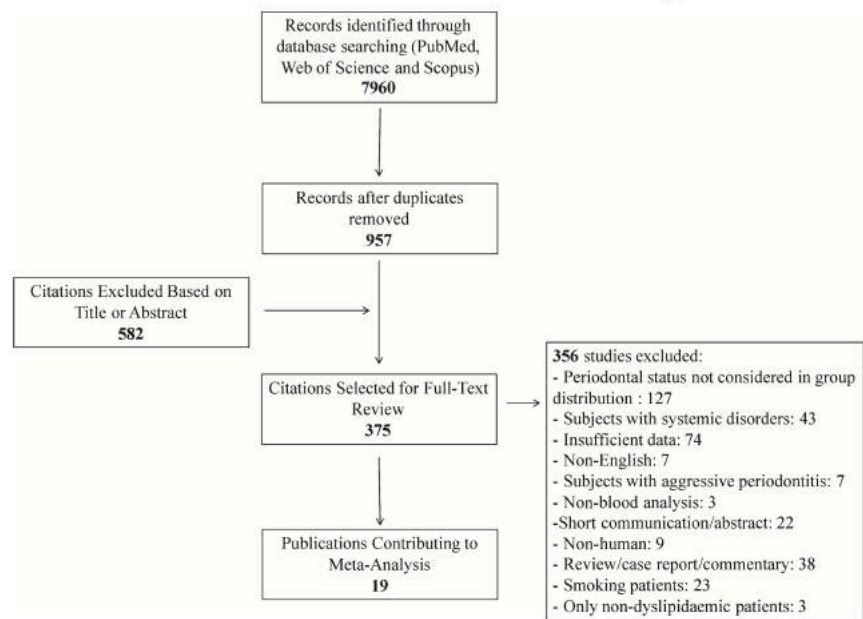 Records identified through
database searching (PubMed,
Web of Science and Scopus)
7960
Records after duplicates
removed
957
Citations Excluded Based on
Title or Abstract
582
Citations Selected for Full-Text
Review
375
356 studies excluded:
- Periodontal status not considered in group
distribution : 127
- Subjects with systemic disorders: 43
- Insufficient data: 74
- Non-English: 7
- Subjects with aggressive periodontitis: 7
- Non-blood analysis: 3
-Short communication/abstract: 22
- Non-human: 9
- Review/case report/commentary: 38
- Smoking patients: 23
- Only non-dyslipidaemic patients: 3
Publications Contributing to
Meta-Analysis
19